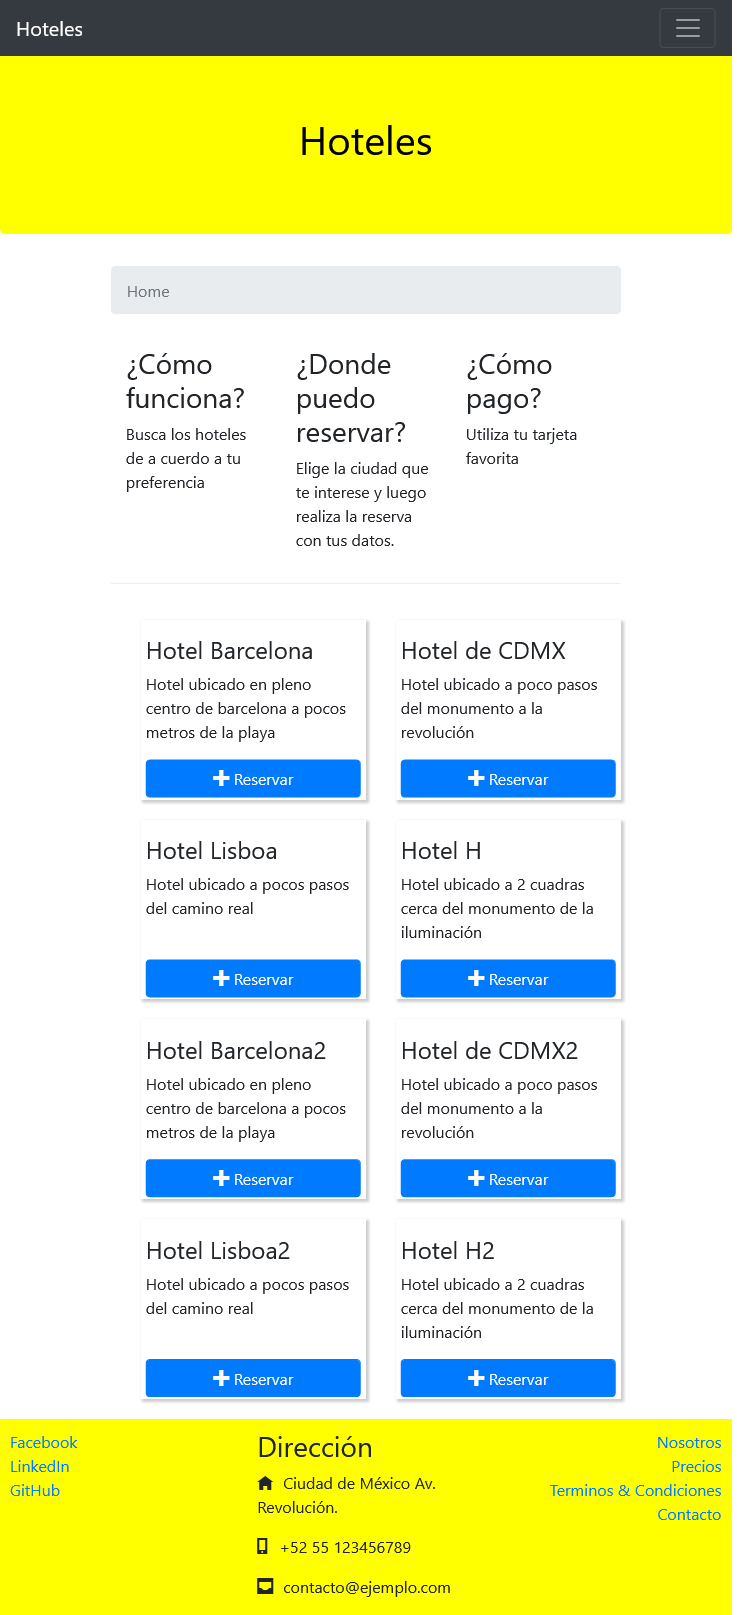 Hoteles
Hoteles
Home
¿Cómo
funciona?
Busca los hoteles
de a cuerdo a tu
preferencia
¿Donde
puedo
reservar?
Elige la ciudad que
te interese y luego
realiza la reserva
con tus datos.
¿Cómo
pago?
Utiliza tu tarjeta
favorita
Hotel Barcelona
Hotel ubicado en pleno
centro de barcelona a pocos
metros de la playa
Reservar
Hotel de CDMX
Hotel ubicado a poco pasos
del monumento a la
revolución
Reservar
Hotel Lisboa
Hotel ubicado a pocos pasos
del camino real
Reservar
Hotel H
Hotel ubicado a 2 cuadras
cerca del monumento de la
iluminación
Reservar
Hotel Barcelona2
Hotel ubicado en pleno
centro de barcelona a pocos
metros de la playa
Reservar
Hotel de CDMX2
Hotel ubicado a poco pasos
del monumento a la
revolución
Reservar
Hotel Lisboa2
Hotel ubicado a pocos pasos
del camino real
Reservar
Hotel H2
Hotel ubicado a 2 cuadras
cerca del monumento de la
iluminación
Reservar
Facebook
LinkedIn
GitHub
Dirección
Ciudad de México Av.
Revolución.
+52 55 123456789
contacto@ejemplo.com
Nosotros
Precios
Terminos & Condiciones
Contacto